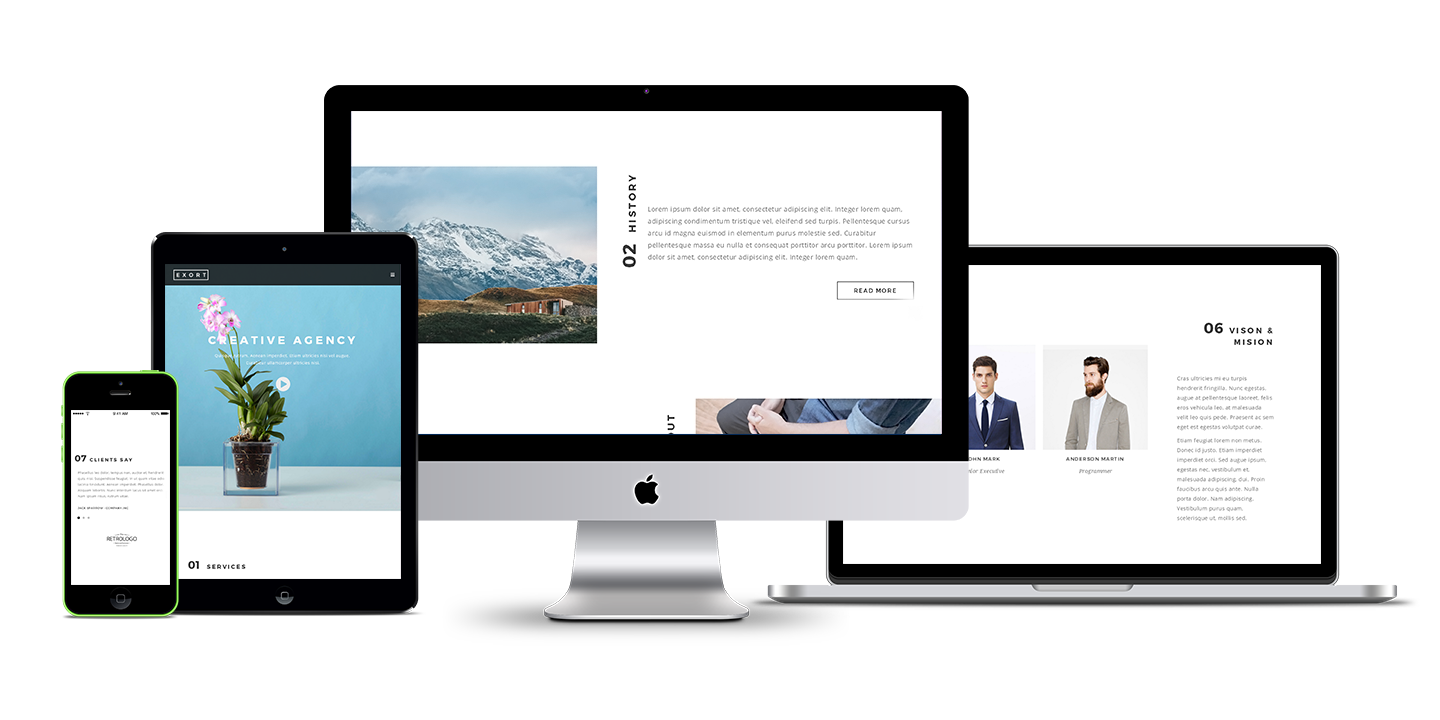 02 HISTORY
Lorem ipsum dolor sit amet, consectetur adipiscing elit. Integer lorem quam,
adipiscing condimentum tristique vel, eleifend sed turpis. Pellentesque cursus
arcu id magna euismod in elementum purus molestie sed. Curabitur
pellentesque massa eu nulla et consequat porttitor arcu porttitor. Lorem ipsum
dolor sit amet, consectetur adipiscing elit. Integer lorem quam.
READ MORE
OUT
EXORT
CREATIVE AGENCY
01 SERVICES
9:41 AM
100%
07 CLIENTS SAY
RETROLOGO
06 VISON &
MISION
OHN MARK
nior Executive
ANDERSON MARTIN
Programmer
Cras ultricies mi eu turpis
hendrerit fringilla. Nunc egestas,
augue at pellentesque laoreet, felis
eros vehicula leo, at malesuada
velit leo quis pede. Praesent ac sem
eget est egestas volutpat curae.
Etiam feugiat lorem non metus.
Donec id justo. Etiam imperdiet
imperdiet orci. Sed augue ipsum,
egestas nec, vestibulum et,
malesuada adipiscing, dui. Proin
faucibus arcu quis ante. Nulla
porta dolor. Nam adipiscing.
Vestibulum purus quam,
scelerisque ut, mollis sed.